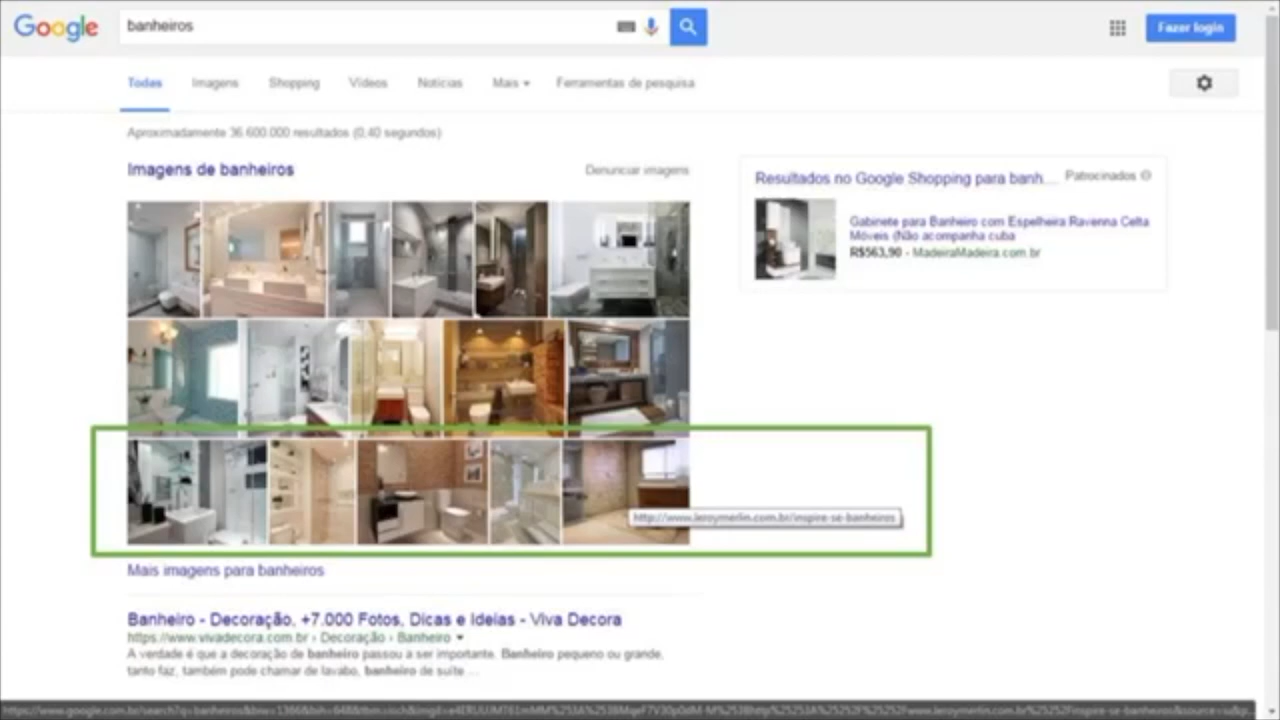 Google
banheiros
Fazer login
Todas Imagens Shopping Vídeos Notícias Mais Ferramentas de pesquisa
Aproximadamente 36.600.000 resultados (0,40 segundos)
Imagens de banheiros
Denunciar imagens
Resultados no Google Shopping para banh... Patrocinados
Gabinete para Banheiro com Espelheira Ravenna Celta
Móveis (Não acompanha cuba
R$563,90 - MadeiraMadeira.com.br
http://www.leroymerlin.com.br/inspire-se-banheiros
Mais imagens para banheiros
Banheiro - Decoração, +7.000 Fotos, Dicas e Ideias - Viva Decora
https://www.vivadecora.com.br › Decoração › Banheiro
A verdade é que a decoração de banheiro passou a ser importante. Banheiro pequeno ou grande,
tanto faz, também pode chamar de lavabo, banheiro de suíte ...